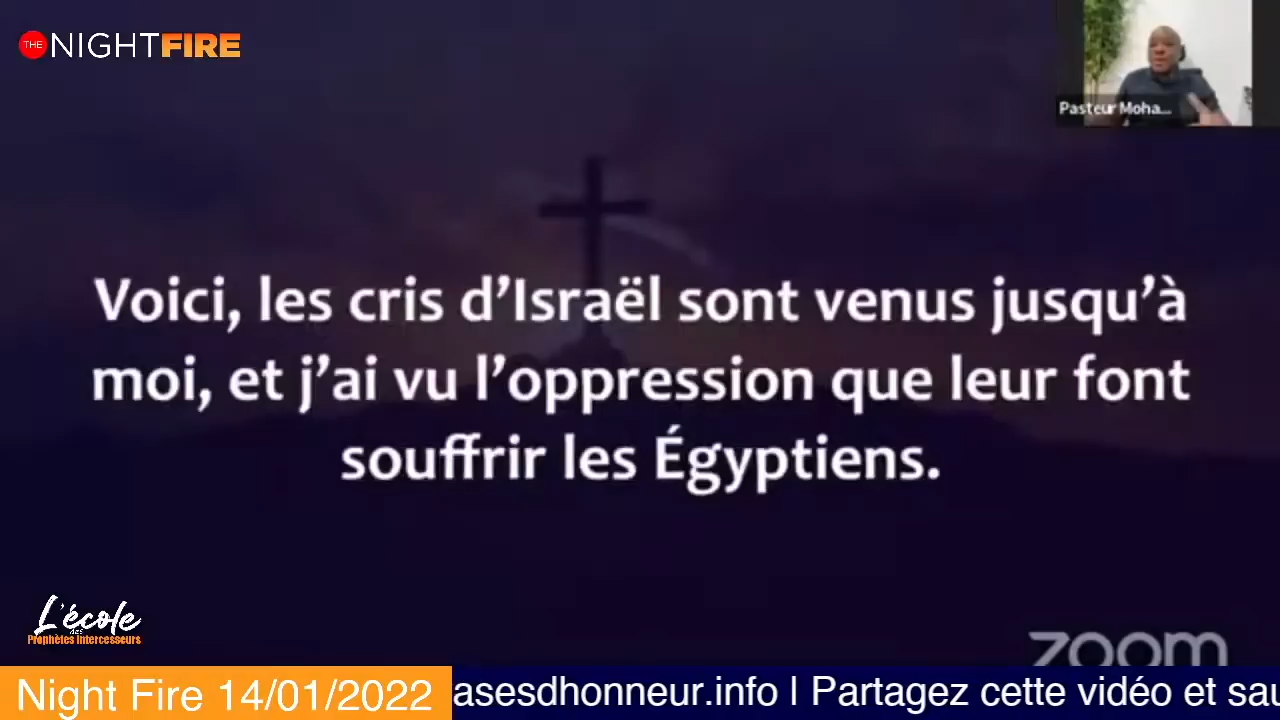 THE NIGHTFIRE
Pasteur Moha...
Voici, les cris d’Israël sont venus jusqu’à
moi, et j’ai vu l’oppression que leur font
souffrir les Égyptiens.
L'école
des
Prophètes Intercesseurs
zoom
Night Fire 14/01/2022
asesdhonneur.info l Partagez cette vidéo et sau